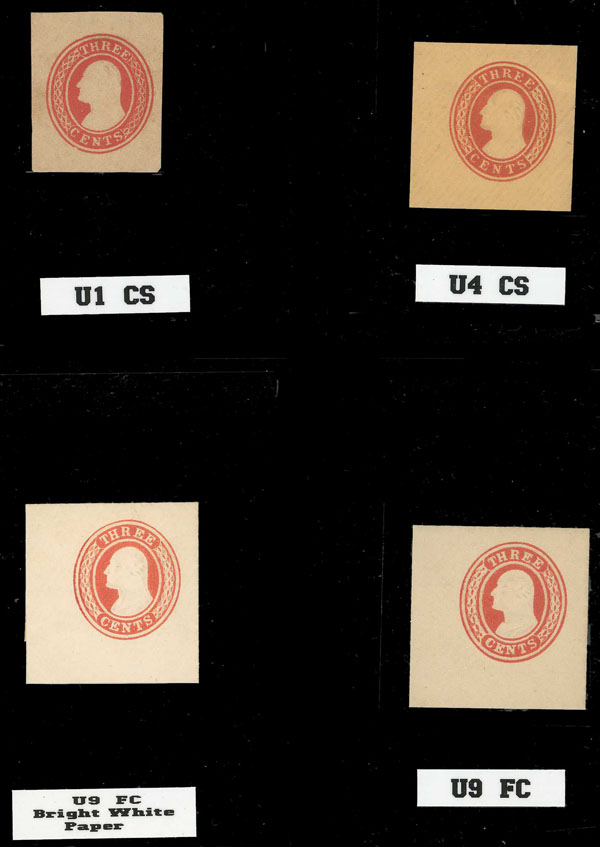 THREE
CENTS
THREE
CENTS
U1 CS
U4 CS
THREE
CENTS
THREE
CENTS
U9 FC
Bright White
Paper
U9 FC